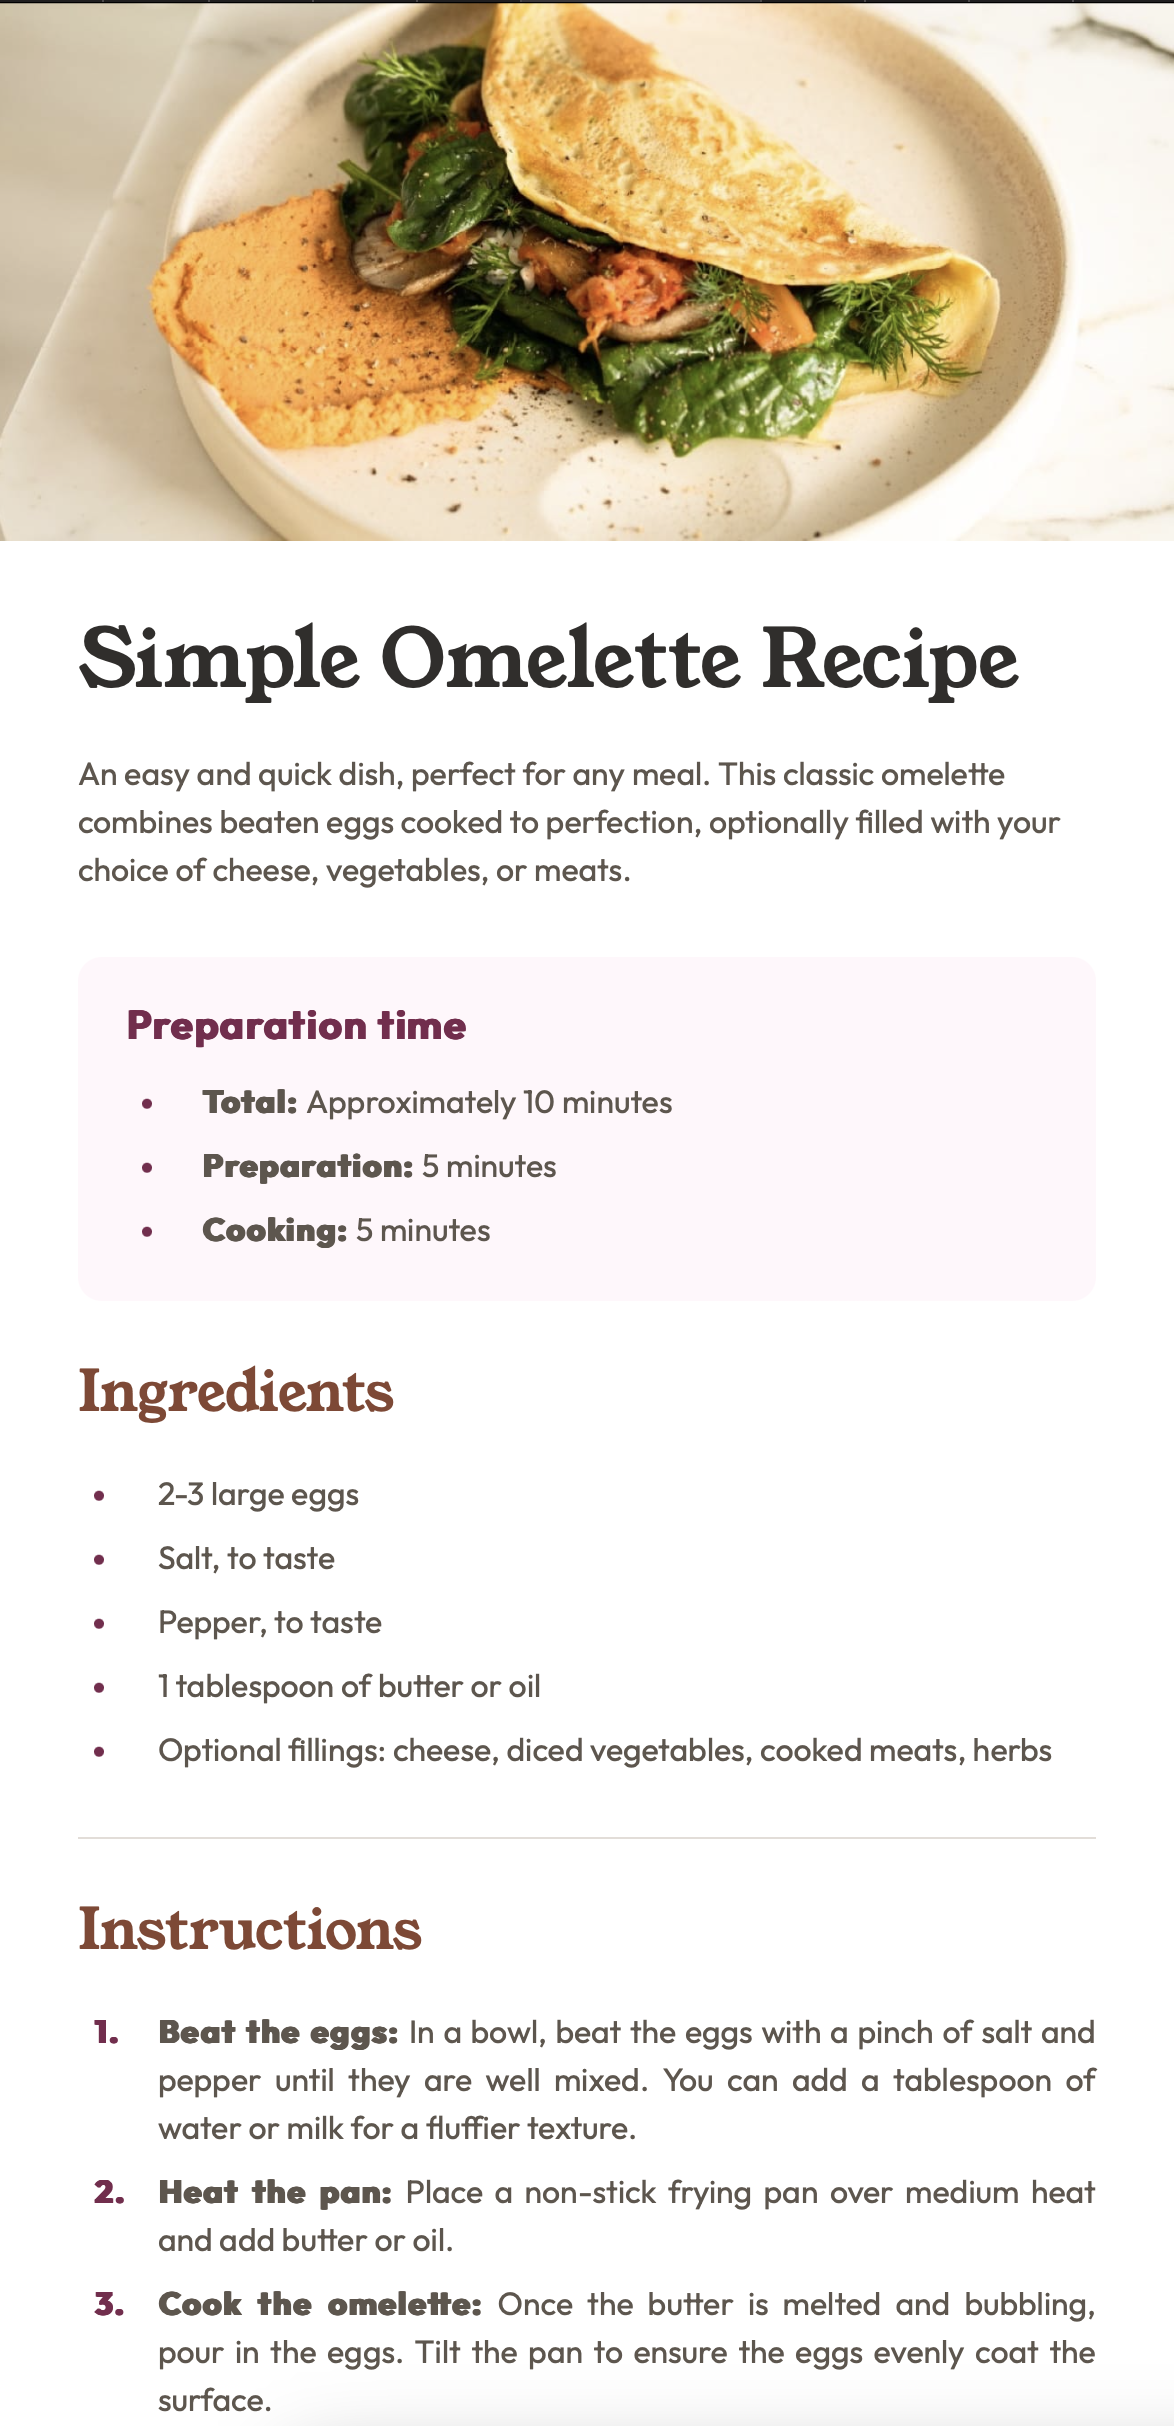 Simple Omelette Recipe
An easy and quick dish, perfect for any meal. This classic omelette
combines beaten eggs cooked to perfection, optionally filled with your
choice of cheese, vegetables, or meats.
Preparation time
• Total: Approximately 10 minutes
• Preparation: 5 minutes
• Cooking: 5 minutes
Ingredients
• 2-3 large eggs
• Salt, to taste
• Pepper, to taste
• 1 tablespoon of butter or oil
• Optional fillings: cheese, diced vegetables, cooked meats, herbs
Instructions
1. Beat the eggs: In a bowl, beat the eggs with a pinch of salt and
pepper until they are well mixed. You can add a tablespoon of
water or milk for a fluffier texture.
2. Heat the pan: Place a non-stick frying pan over medium heat
and add butter or oil.
3. Cook the omelette: Once the butter is melted and bubbling,
pour in the eggs. Tilt the pan to ensure the eggs evenly coat the
surface.